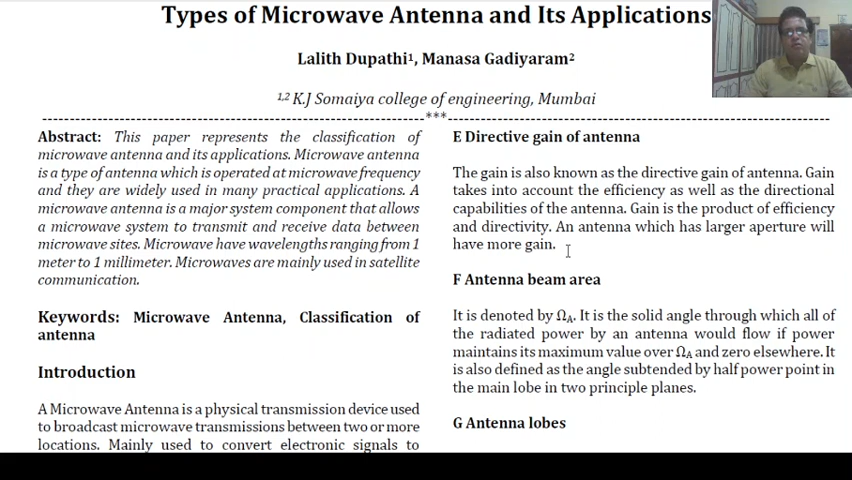 Types of Microwave Antenna and Its Applications
Lalith Dupathi¹, Manasa Gadiyaram²
¹,² K.J Somaiya college of engineering, Mumbai
------------------------------------------------------------------------***------------------------------------------------------------------------
Abstract: This paper represents the classification of
microwave antenna and its applications. Microwave antenna
is a type of antenna which is operated at microwave frequency
and they are widely used in many practical applications. A
microwave antenna is a major system component that allows
a microwave system to transmit and receive data between
microwave sites. Microwave have wavelengths ranging from 1
meter to 1 millimeter. Microwaves are mainly used in satellite
communication.
Keywords: Microwave Antenna, Classification of
antenna
Introduction
A Microwave Antenna is a physical transmission device used
to broadcast microwave transmissions between two or more
locations. Mainly used to convert electronic signals to
E Directive gain of antenna
The gain is also known as the directive gain of antenna. Gain
takes into account the efficiency as well as the directional
capabilities of the antenna. Gain is the product of efficiency
and directivity. An antenna which has larger aperture will
have more gain.
F Antenna beam area
It is denoted by Ω_A. It is the solid angle through which all of
the radiated power by an antenna would flow if power
maintains its maximum value over Ω_A and zero elsewhere. It
is also defined as the angle subtended by half power point in
the main lobe in two principle planes.
G Antenna lobes